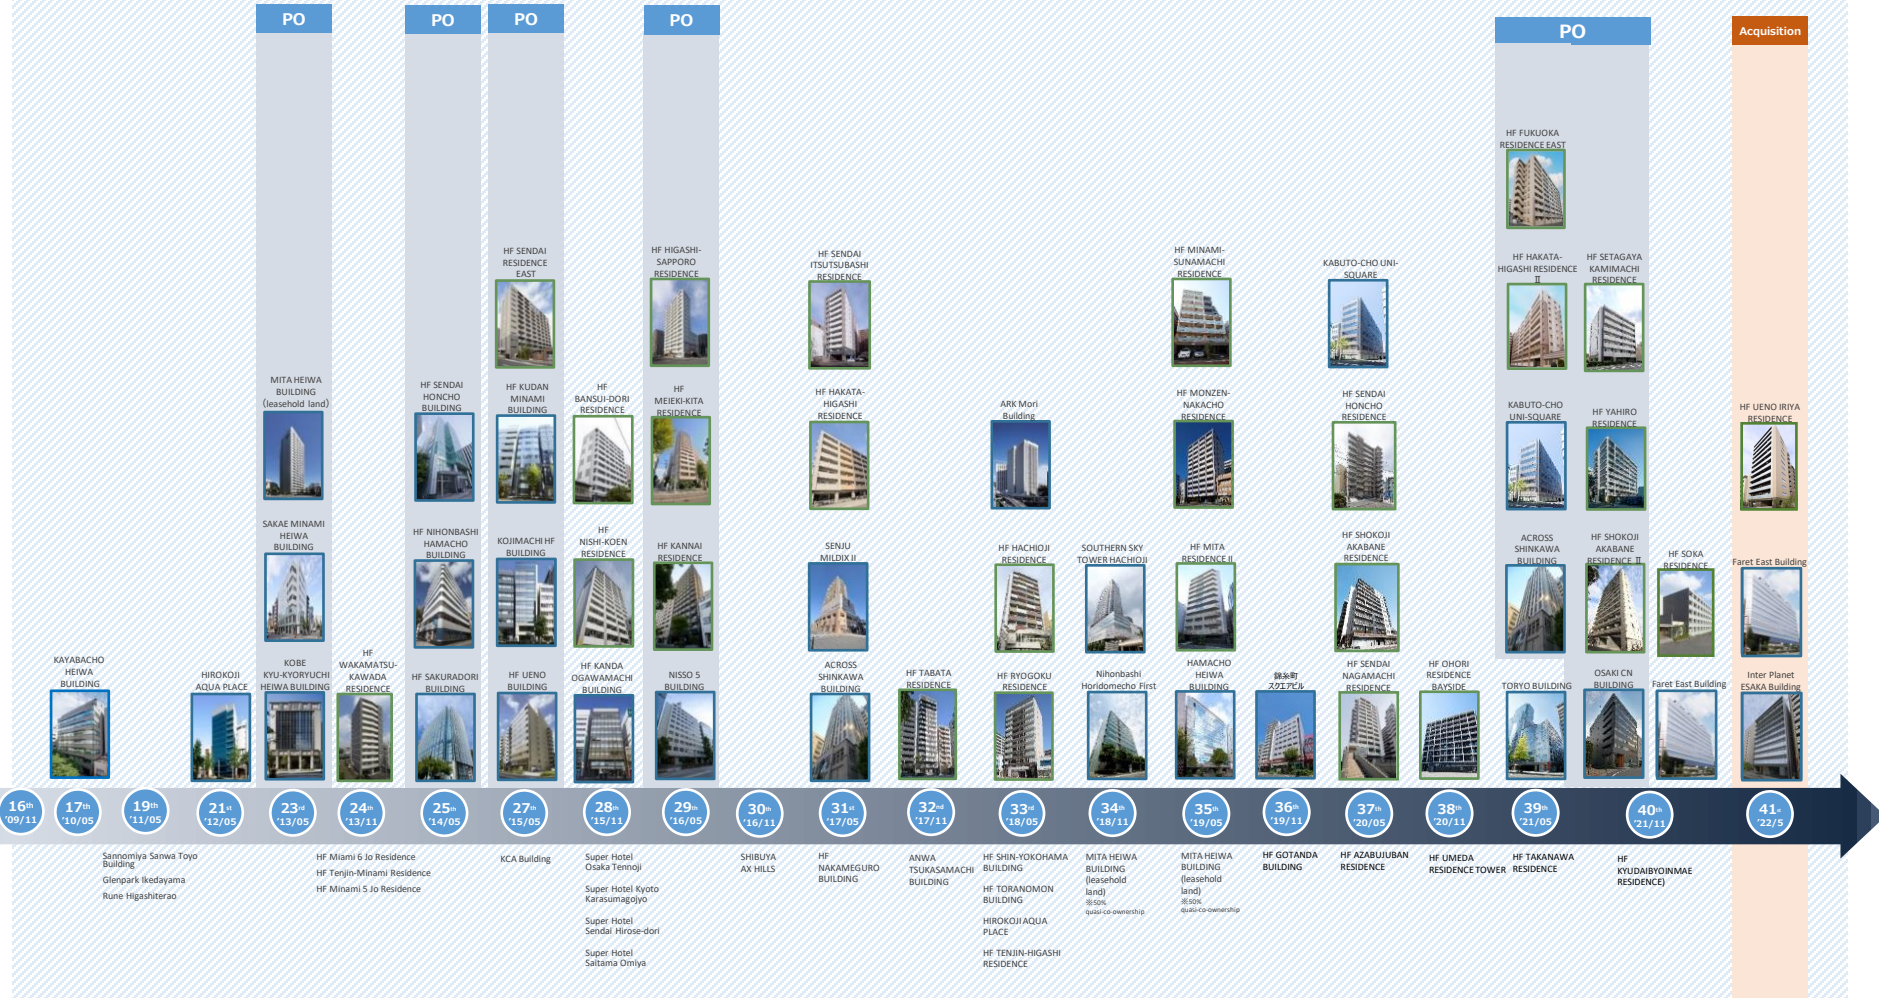 PO
PO
PO
PO
PO
Acquisition
HF FUKUOKA
RESIDENCE EAST
HF SENDAI
RESIDENCE
EAST
HF HIGASHI-
SAPPORO
RESIDENCE
HF SENDAI
ITSUTSUBASHI
RESIDENCE
HF MINAMI-
SUNAMACHI
RESIDENCE
KABUTO-CHO UNI-
SQUARE
HF HAKATA-
HIGASHI RESIDENCE
Ⅱ
HF SETAGAYA
KAMIMACHI
RESIDENCE
MITA HEIWA
BUILDING
(leasehold land)
HF SENDAI
HONCHO
BUILDING
HF KUDAN
MINAMI
BUILDING
HF
BANSUI-DORI
RESIDENCE
HF
MEIEKI-KITA
RESIDENCE
HF HAKATA-
HIGASHI
RESIDENCE
ARK Mori
Building
HF MONZEN-
NAKACHO
RESIDENCE
HF SENDAI
HONCHO
RESIDENCE
KABUTO-CHO
UNI-SQUARE
HF YAHIRO
RESIDENCE
HF UENO IRIYA
RESIDENCE
SAKAE MINAMI
HEIWA
BUILDING
HF NIHONBASHI
HAMACHO
BUILDING
KOJIMACHI HF
BUILDING
HF
NISHI-KOEN
RESIDENCE
HF KANNAI
RESIDENCE
SENJU
MILDIX II
HF HACHIOJI
RESIDENCE
SOUTHERN SKY
TOWER HACHIOJI
HF MITA
RESIDENCE II
HF SHOKOJI
AKABANE
RESIDENCE
ACROSS
SHINKAWA
BUILDING
HF SHOKOJI
AKABANE
RESIDENCE Ⅱ
HF SOKA
RESIDENCE
Faret East Building
KAYABACHO
HEIWA
BUILDING
HIROKOJI
AQUA PLACE
KOBE
KYU-KYORYUCHI
HEIWA BUILDING
HF
WAKAMATSU-
KAWADA
RESIDENCE
HF SAKURADORI
BUILDING
HF UENO
BUILDING
HF KANDA
OGAWAMACHI
BUILDING
NISSO 5
BUILDING
ACROSS
SHINKAWA
BUILDING
HF TABATA
RESIDENCE
HF RYOGOKU
RESIDENCE
Nihonbashi
Horidomecho First
HAMACHO
HEIWA
BUILDING
錦糸町
スクエアビル
HF SENDAI
NAGAMACHI
RESIDENCE
HF OHORI
RESIDENCE
BAYSIDE
TORYO BUILDING
OSAKI CN
BUILDING
Faret East Building
Inter Planet
ESAKA Building
16th
'09/11
17th
'10/05
19th
'11/05
21st
'12/05
23rd
'13/05
24th
'13/11
25th
'14/05
27th
'15/05
28th
'15/11
29th
'16/05
30th
'16/11
31st
'17/05
32nd
'17/11
33rd
'18/05
34th
'18/11
35th
'19/05
36th
'19/11
37th
'20/05
38th
'20/11
39th
'21/05
40th
'21/11
41st
'22/5
Sannomiya Sanwa Toyo
Building
Glenpark Ikedayama
Rune Higashiterao
HF Miami 6 Jo Residence
HF Tenjin-Minami Residence
HF Minami 5 Jo Residence
KCA Building
Super Hotel
Osaka Tennoji
Super Hotel Kyoto
Karasumagojyo
Super Hotel
Sendai Hirose-dori
Super Hotel
Saitama Omiya
SHIBUYA
AX HILLS
HF
NAKAMEGURO
BUILDING
ANWA
TSUKASAMACHI
BUILDING
HF SHIN-YOKOHAMA
BUILDING
HF TORANOMON
BUILDING
HIROKOJI AQUA
PLACE
HF TENJIN-HIGASHI
RESIDENCE
MITA HEIWA
BUILDING
(leasehold
land)
※50%
quasi-co-ownership
MITA HEIWA
BUILDING
(leasehold
land)
※50%
quasi-co-ownership
HF GOTANDA
BUILDING
HF AZABUJUBAN
RESIDENCE
HF UMEDA
RESIDENCE TOWER
HF TAKANAWA
RESIDENCE
HF
KYUDAIBYOINMAE
RESIDENCE)